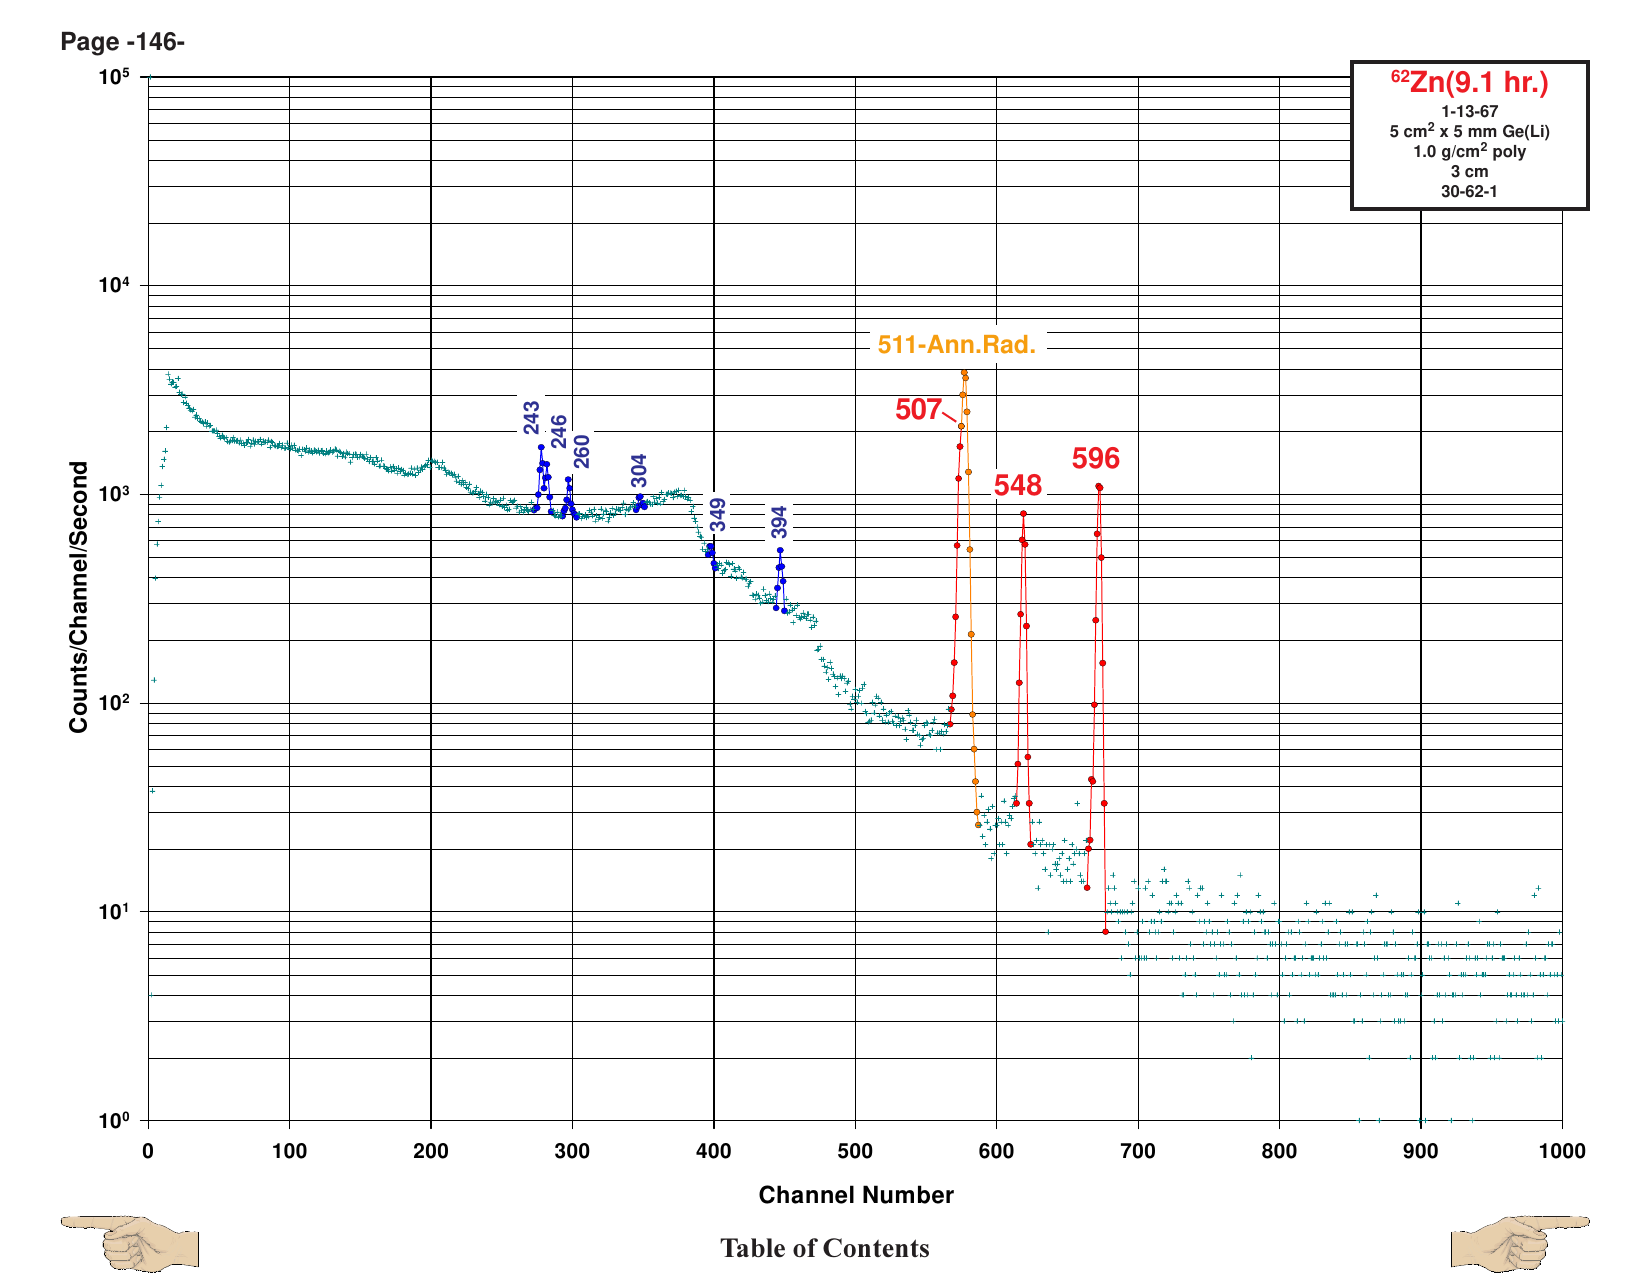 Page -146-
⁶²Zn(9.1 hr.)
1-13-67
5 cm² x 5 mm Ge(Li)
1.0 g/cm² poly
3 cm
30-62-1
10⁵
10⁴
10³
10²
10¹
10⁰
Counts/Channel/Second
243
246
260
304
349
394
511-Ann.Rad.
507
548
596
0 100 200 300 400 500 600 700 800 900 1000
Channel Number
Table of Contents